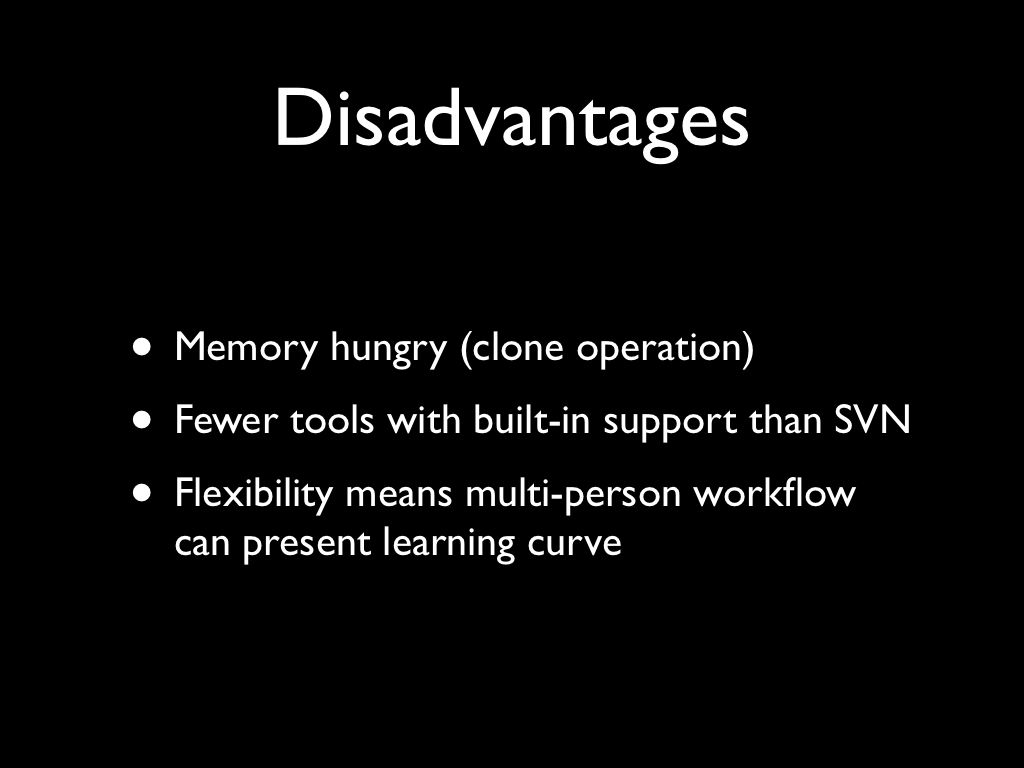 Disadvantages
• Memory hungry (clone operation)
• Fewer tools with built-in support than SVN
• Flexibility means multi-person workflow
can present learning curve